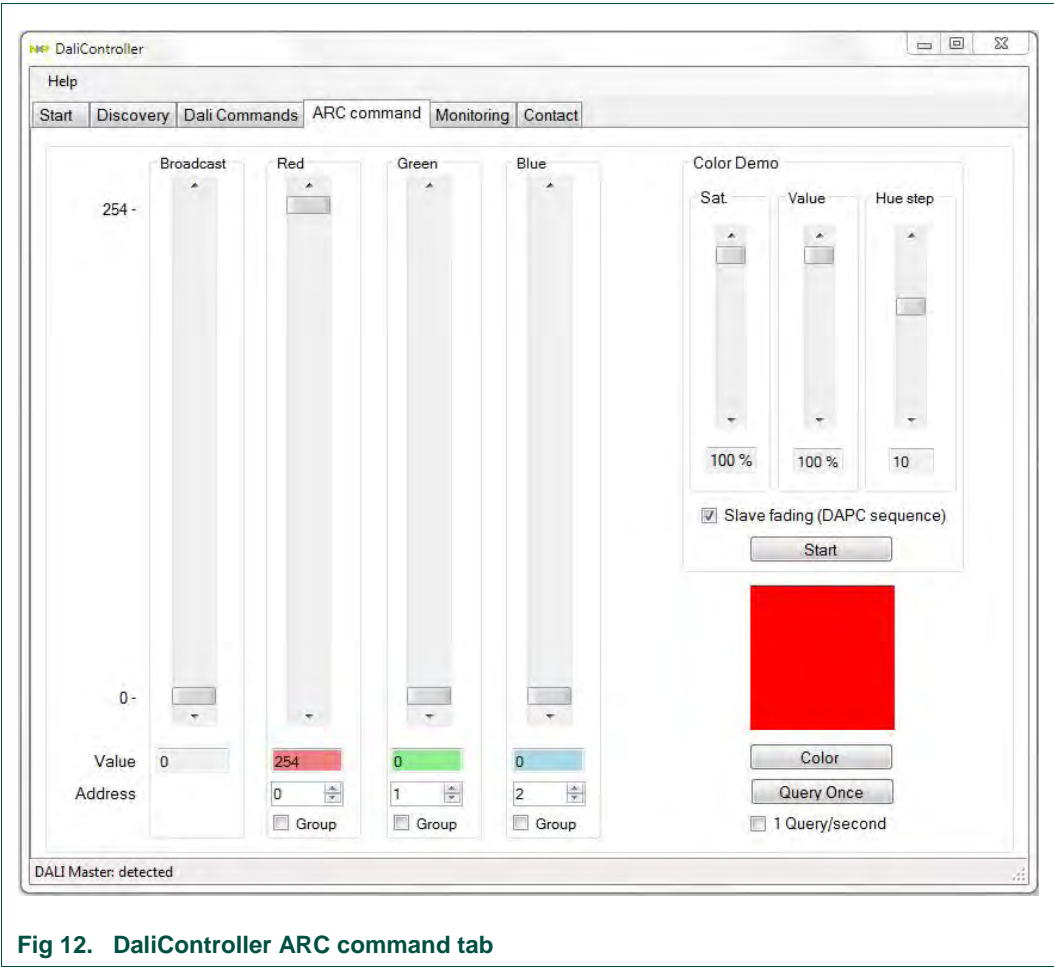 NXP DaliController
Help
Start Discovery Dali Commands ARC command Monitoring Contact
Broadcast Red Green Blue Color Demo
Sat. Value Hue step
254 -
100 % 100 % 10
Slave fading (DAPC sequence)
Start
0 -
Value 0 254 0 0 Color
Address 0 1 2 Query Once
Group Group Group 1 Query/second
DALI Master: detected
Fig 12. DaliController ARC command tab